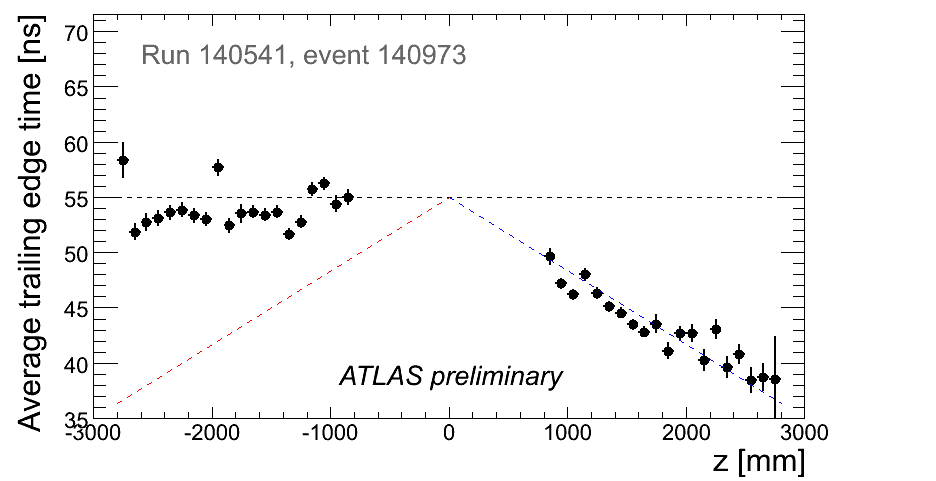 Average trailing edge time [ns]
70
65
60
55
50
45
40
35
Run 140541, event 140973
ATLAS preliminary
-3000 -2000 -1000 0 1000 2000 3000
z [mm]